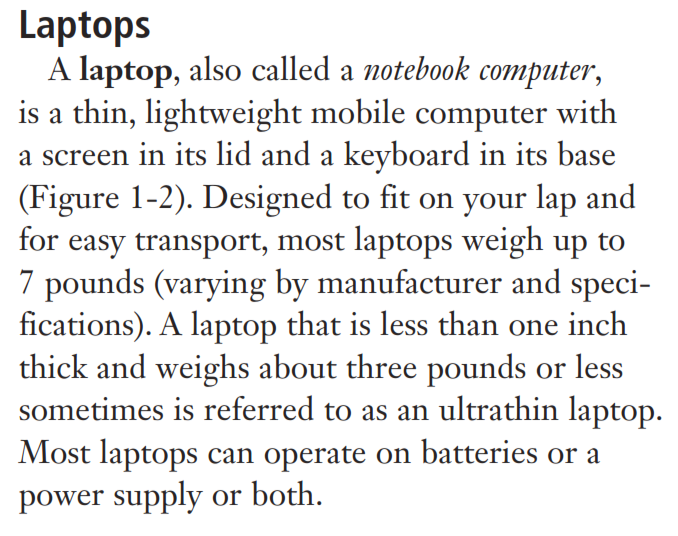 Laptops
A laptop, also called a notebook computer,
is a thin, lightweight mobile computer with
a screen in its lid and a keyboard in its base
(Figure 1-2). Designed to fit on your lap and
for easy transport, most laptops weigh up to
7 pounds (varying by manufacturer and speci-
fications). A laptop that is less than one inch
thick and weighs about three pounds or less
sometimes is referred to as an ultrathin laptop.
Most laptops can operate on batteries or a
power supply or both.